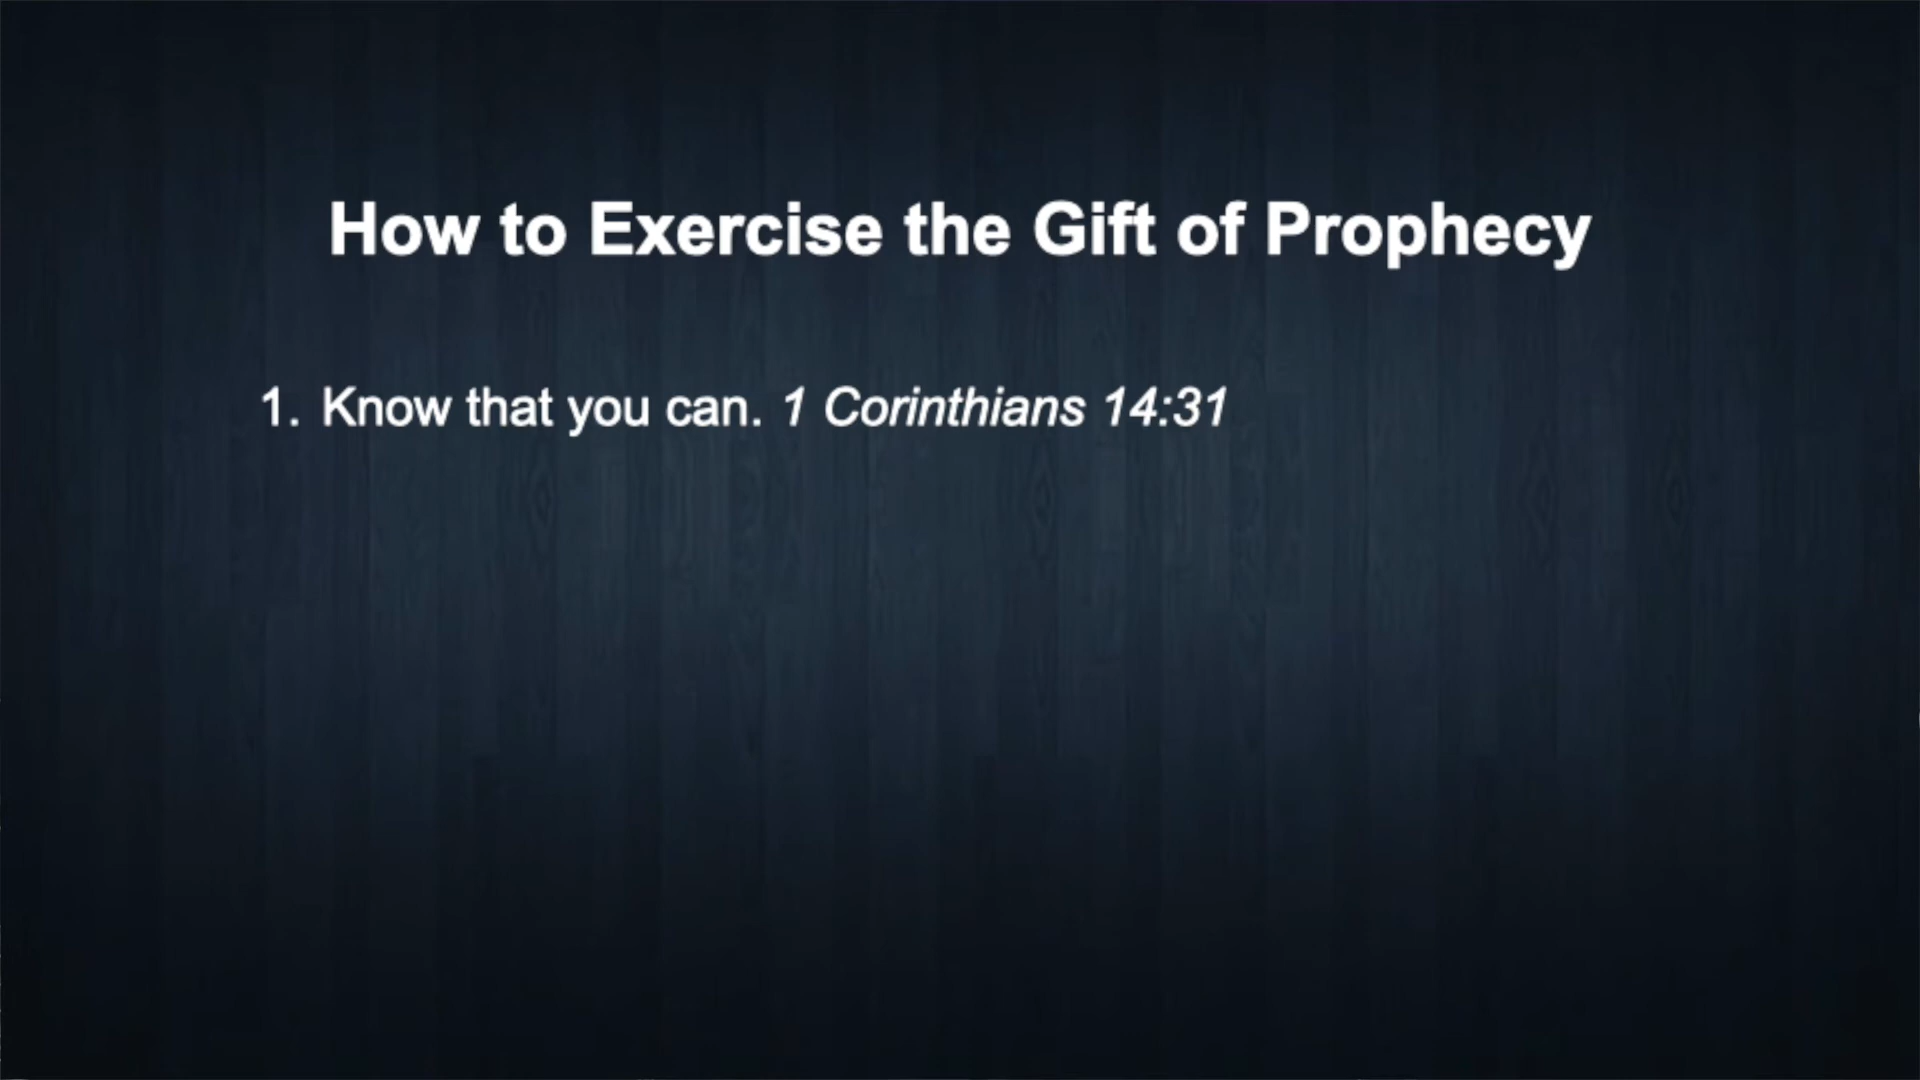 How to Exercise the Gift of Prophecy
1. Know that you can. 1 Corinthians 14:31